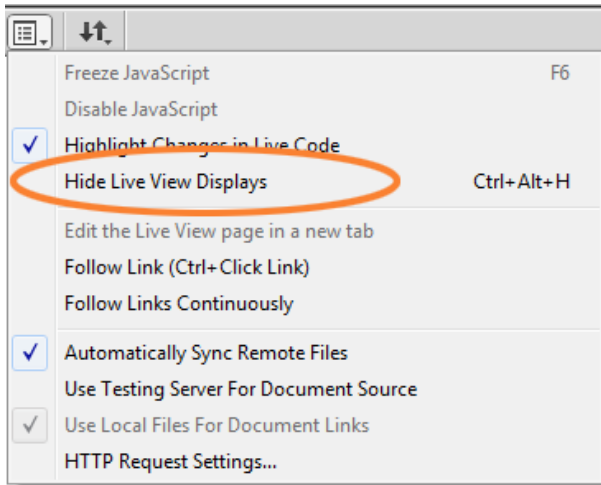 Freeze JavaScript F6
Disable JavaScript
Highlight Changes in Live Code
Hide Live View Displays Ctrl+Alt+H
Edit the Live View page in a new tab
Follow Link (Ctrl+Click Link)
Follow Links Continuously
Automatically Sync Remote Files
Use Testing Server For Document Source
Use Local Files For Document Links
HTTP Request Settings...